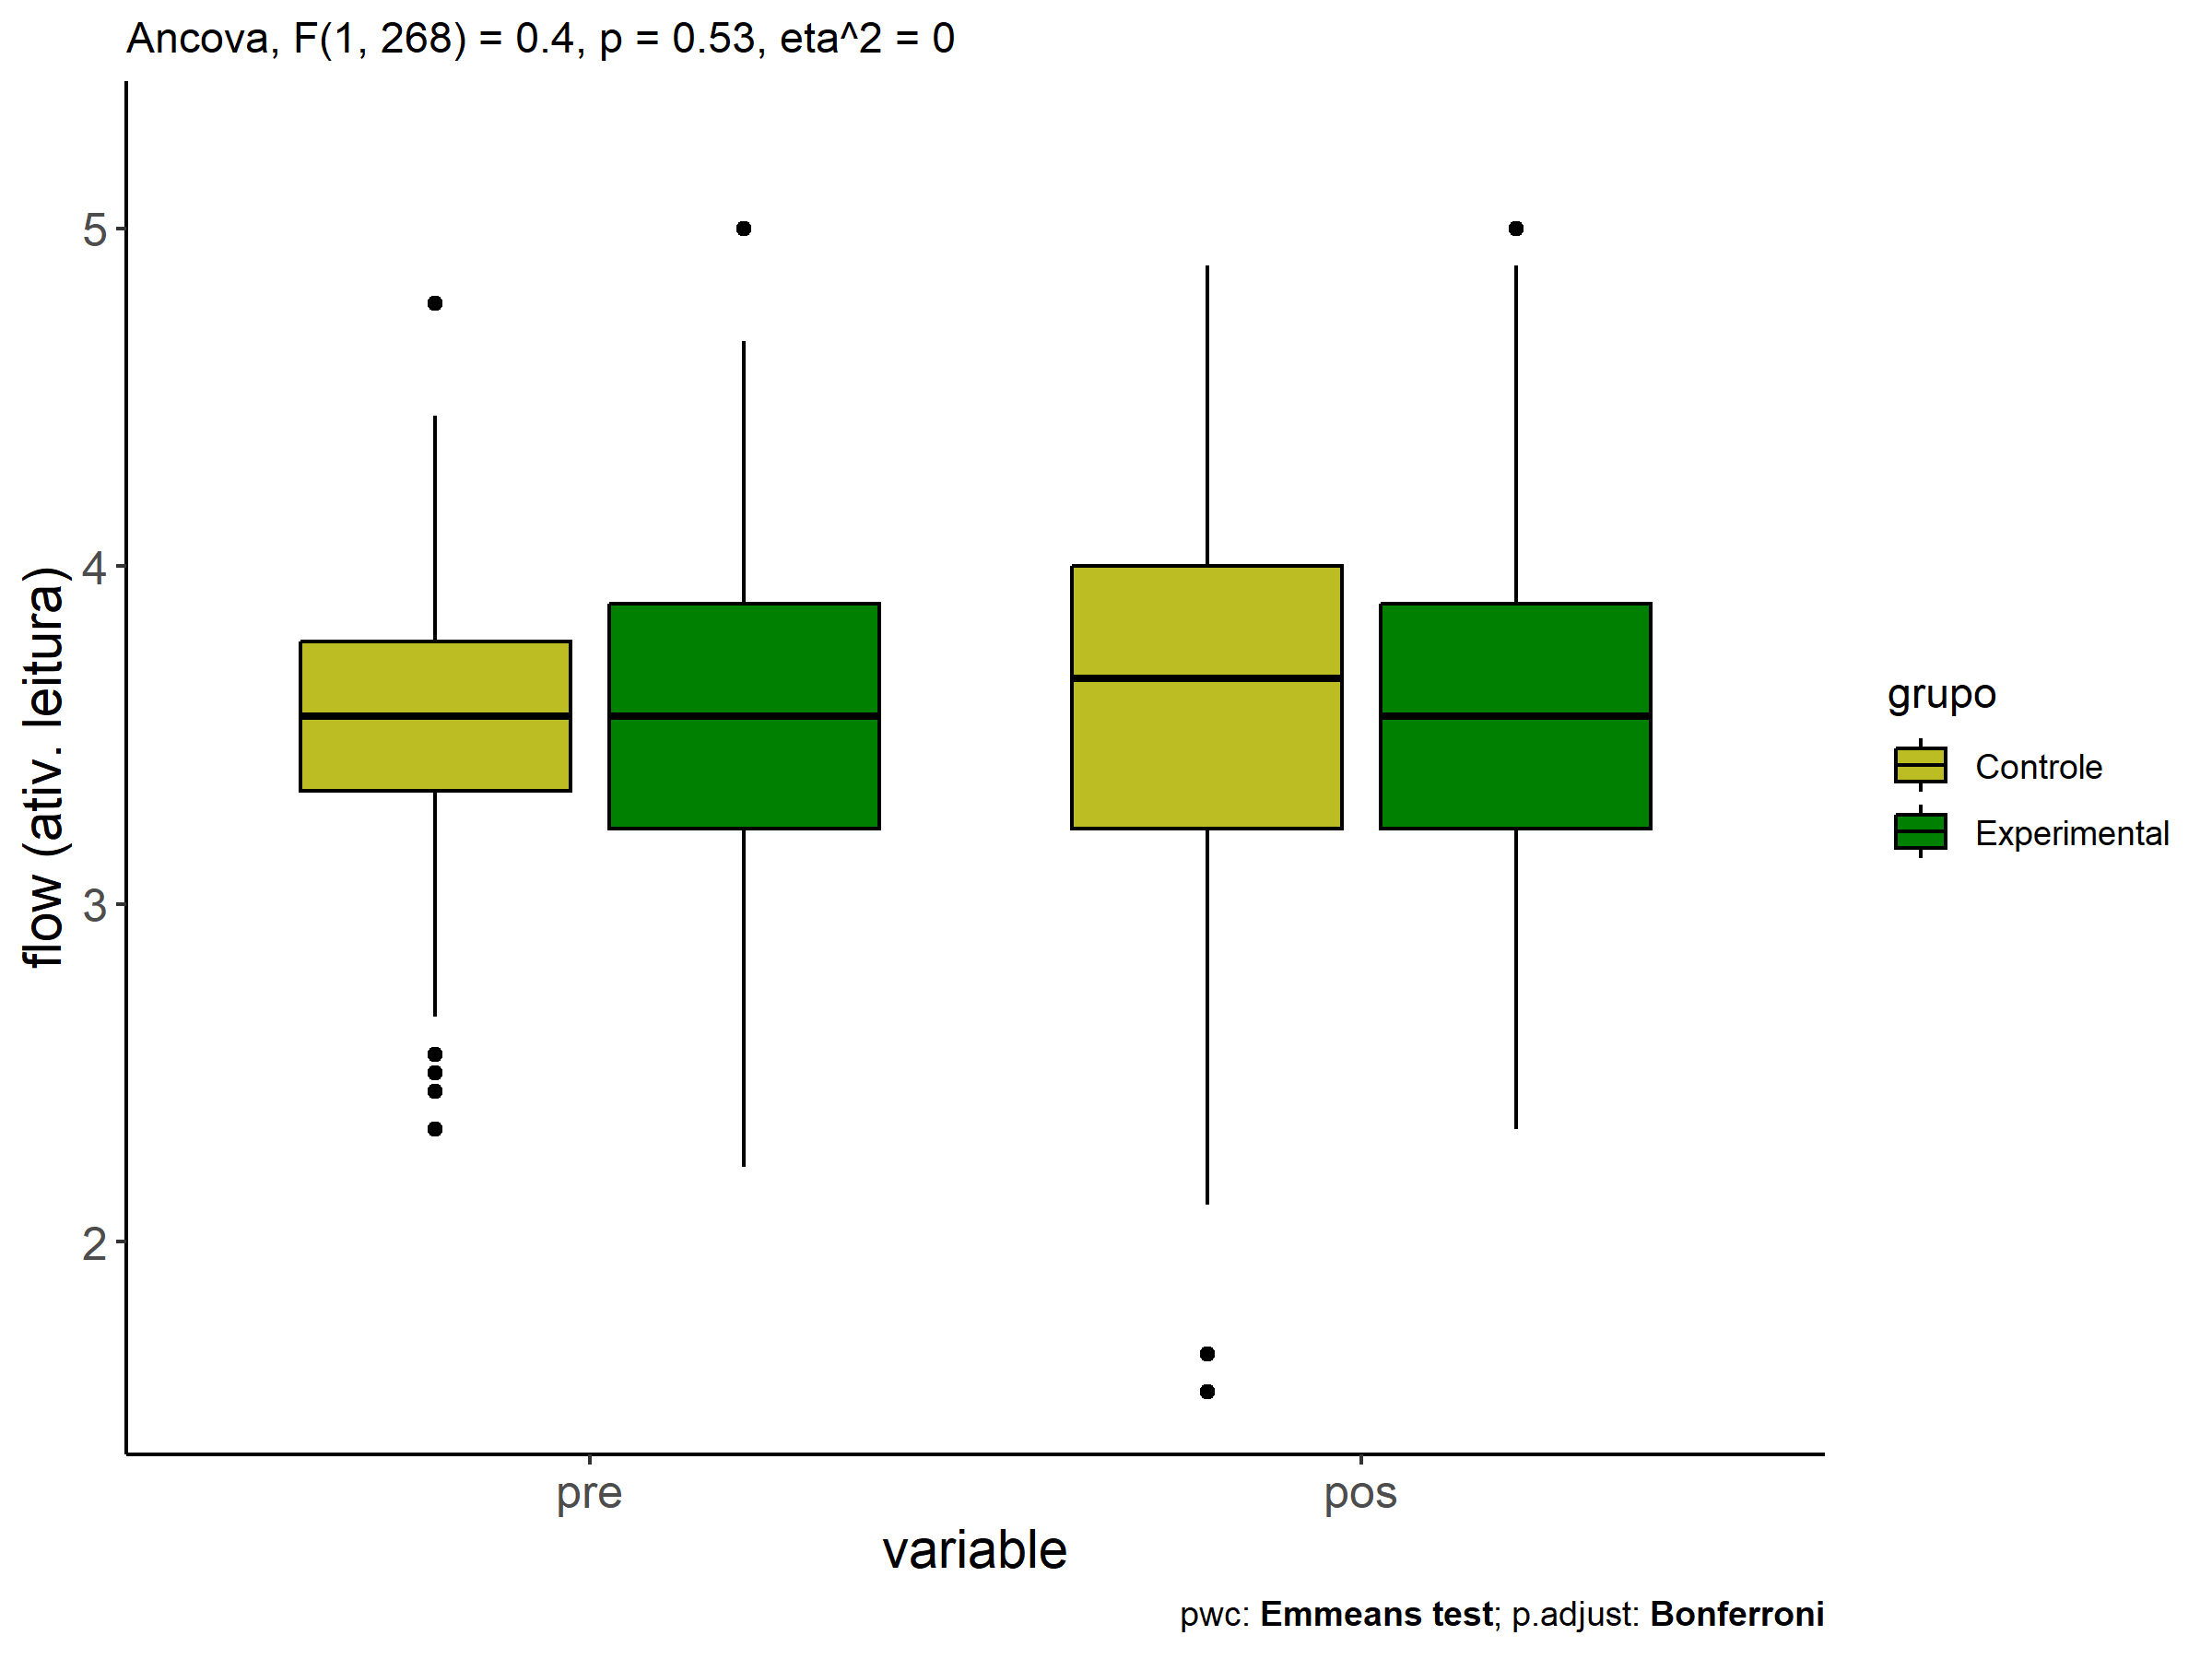 Ancova, F(1, 268) = 0.4, p = 0.53, eta^2 = 0
flow (ativ. leitura)
5
4
3
2
pre
pos
variable
grupo
Controle
Experimental
pwc: Emmeans test; p.adjust: Bonferroni